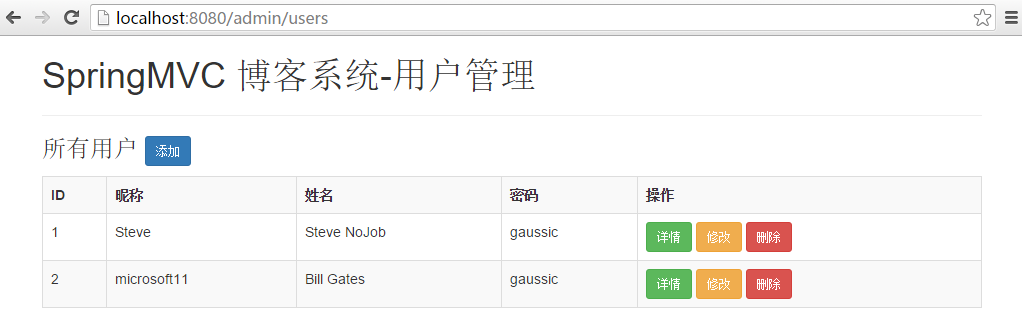 localhost:8080/admin/users
SpringMVC 博客系统-用户管理
所有用户 添加
ID 昵称 姓名 密码 操作
1 Steve Steve NoJob gaussic 详情 修改 删除
2 microsoft11 Bill Gates gaussic 详情 修改 删除